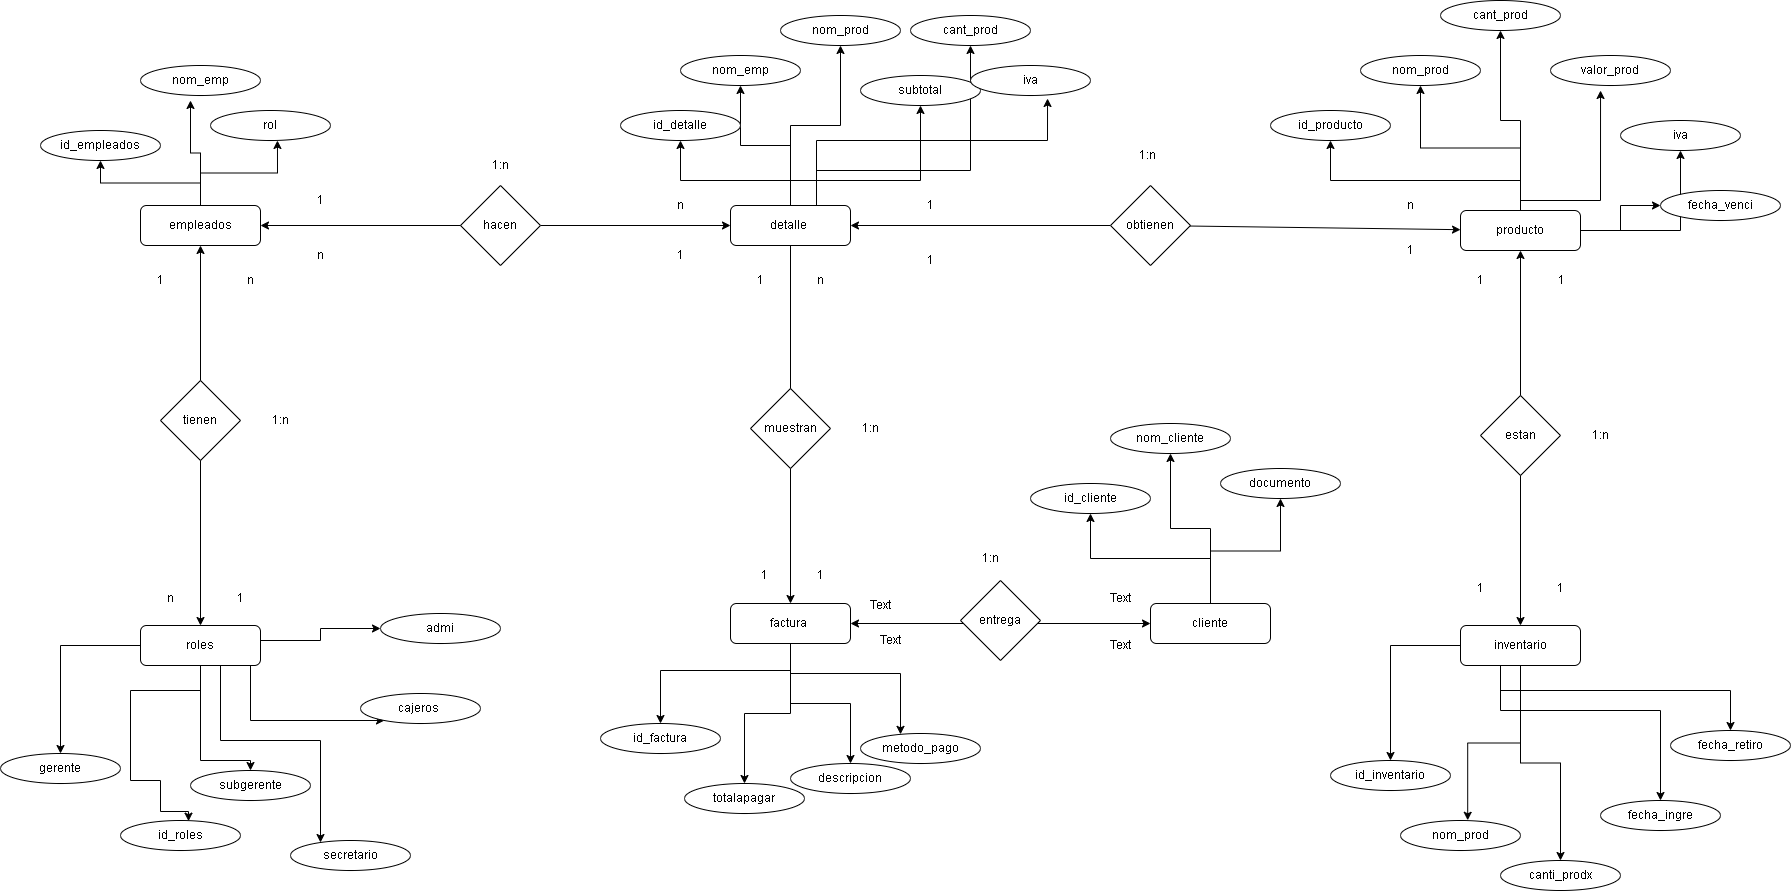 cant_prod
nom_prod
cant_prod
nom_emp
nom_emp
subtotal
iva
nom_prod
valor_prod
id_empleados
rol
id_detalle
id_producto
iva
1:n
1:n
1
n
1
n
fecha_venci
empleados
hacen
detalle
obtienen
producto
n
1
1
1
1
n
1
n
1
1
tienen
1:n
muestran
1:n
estan
1:n
nom_cliente
id_cliente
documento
1:n
n
1
1
1
Text
Text
1
1
admi
factura
entrega
cliente
Text
Text
roles
inventario
cajeros
id_factura
metodo_pago
fecha_retiro
gerente
subgerente
descripcion
id_inventario
totalapagar
id_roles
nom_prod
fecha_ingre
secretario
canti_prodx